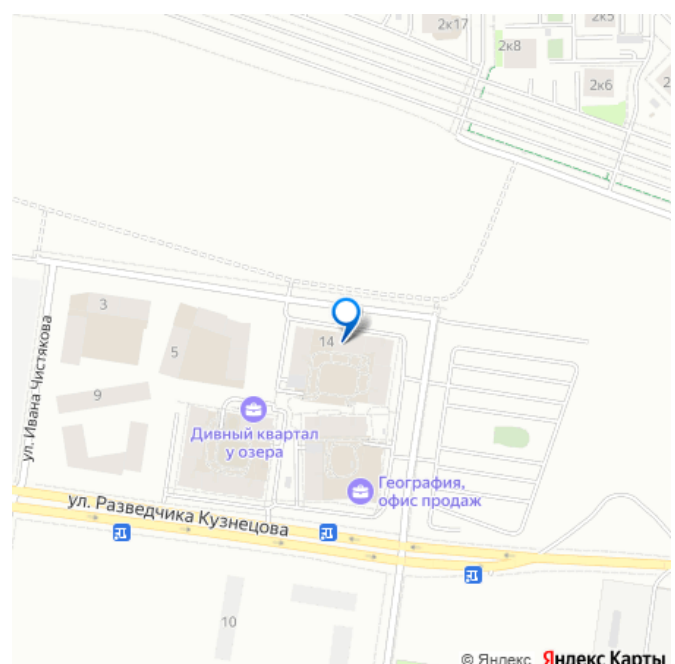 2к17
2к5
2к8
2к6
2
3
14
5
9
ул. Ивана Чистякова
Дивный квартал
у озера
География,
офис продаж
ул. Разведчика Кузнецова
10
© Яндекс Яндекс Карты